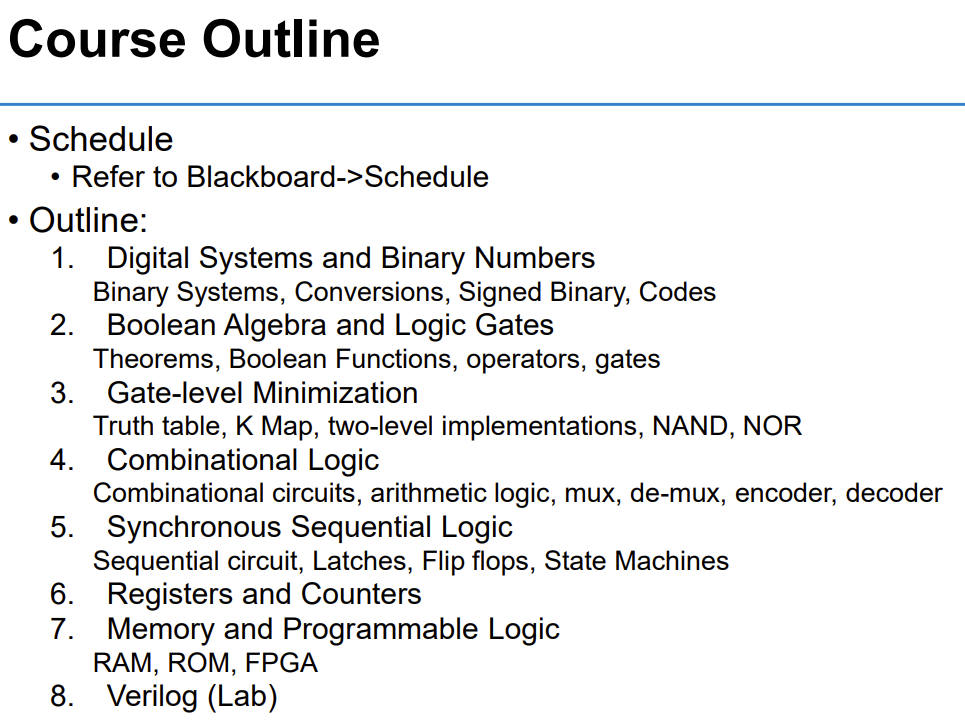 Course Outline
• Schedule
• Refer to Blackboard->Schedule
• Outline:
1. Digital Systems and Binary Numbers
Binary Systems, Conversions, Signed Binary, Codes
2. Boolean Algebra and Logic Gates
Theorems, Boolean Functions, operators, gates
3. Gate-level Minimization
Truth table, K Map, two-level implementations, NAND, NOR
4. Combinational Logic
Combinational circuits, arithmetic logic, mux, de-mux, encoder, decoder
5. Synchronous Sequential Logic
Sequential circuit, Latches, Flip flops, State Machines
6. Registers and Counters
7. Memory and Programmable Logic
RAM, ROM, FPGA
8. Verilog (Lab)